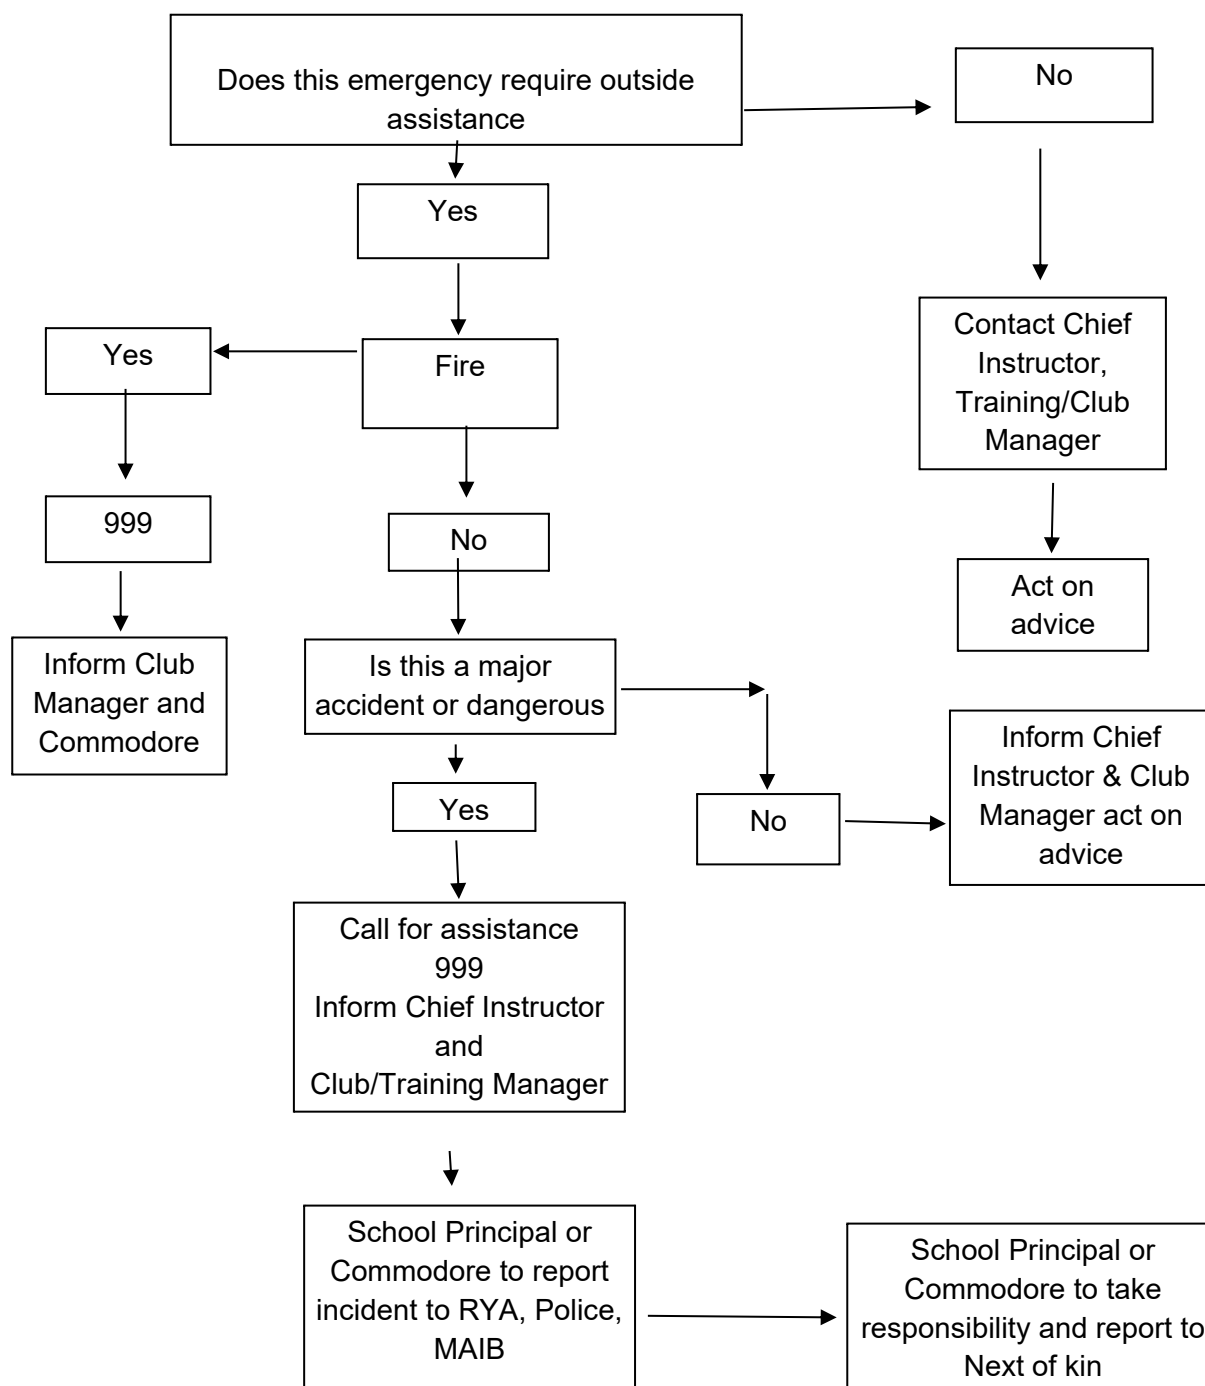 Does this emergency require outside
assistance
No
Yes
Yes
Fire
Contact Chief
Instructor,
Training/Club
Manager
999
No
Act on
advice
Inform Club
Manager and
Commodore
Is this a major
accident or dangerous
Yes
No
Inform Chief
Instructor & Club
Manager act on
advice
Call for assistance
999
Inform Chief Instructor
and
Club/Training Manager
School Principal or
Commodore to report
incident to RYA, Police,
MAIB
School Principal or
Commodore to take
responsibility and report to
Next of kin